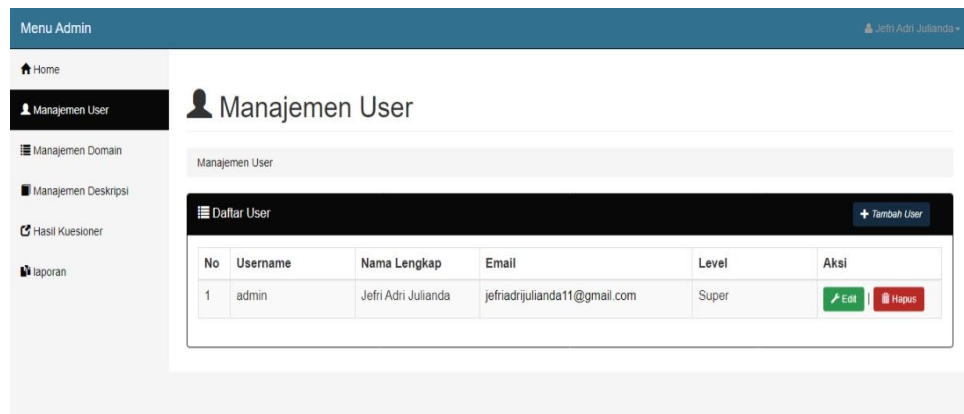 Menu Admin
Jefri Adri Julianda
Home
Manajemen User
Manajemen Domain
Manajemen Deskripsi
Hasil Kuesioner
laporan
Manajemen User
Manajemen User
Daftar User
Tambah User
No Username Nama Lengkap Email Level Aksi
1 admin Jefri Adri Julianda jefriadrijulianda11@gmail.com Super Edit | Hapus